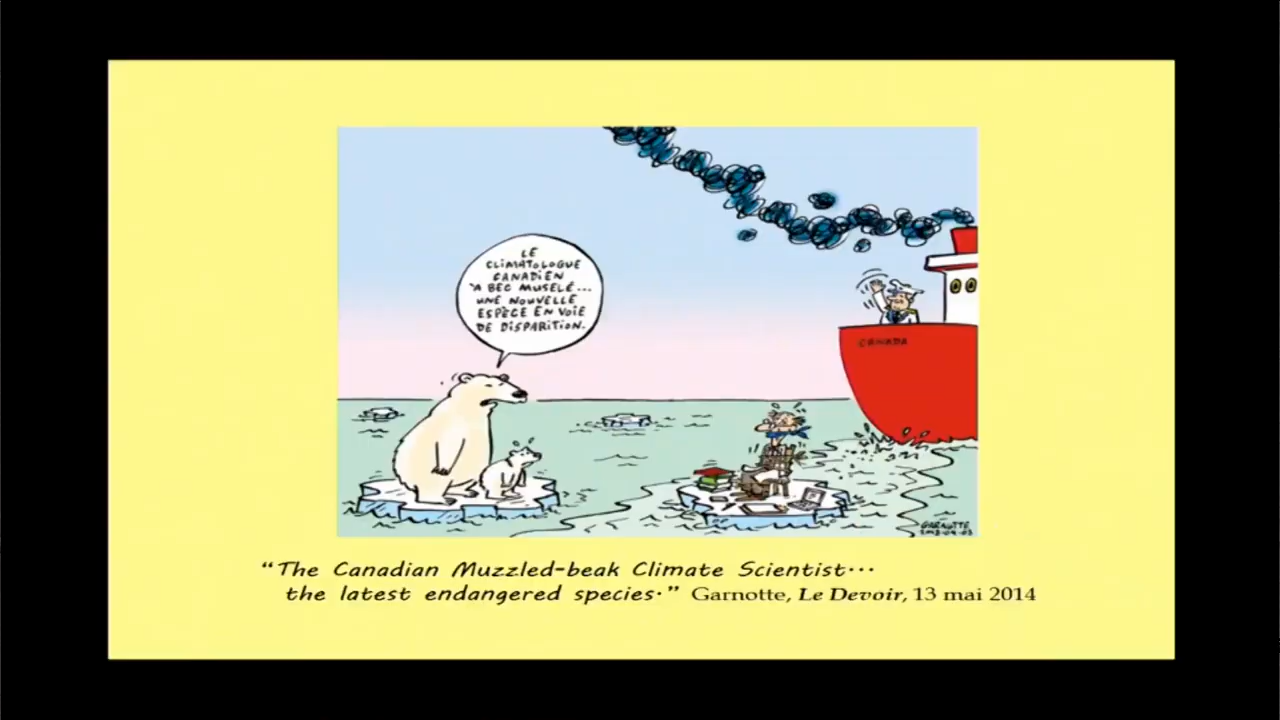 LE
CLIMATOLOGUE
CANADIEN
"À BEC MUSELÉ...
UNE NOUVELLE
ESPÈCE EN VOIE
DE DISPARITION.
CANADA
GARNOTTE
“The Canadian Muzzled-beak Climate Scientist...
the latest endangered species.” Garnotte, Le Devoir, 13 mai 2014